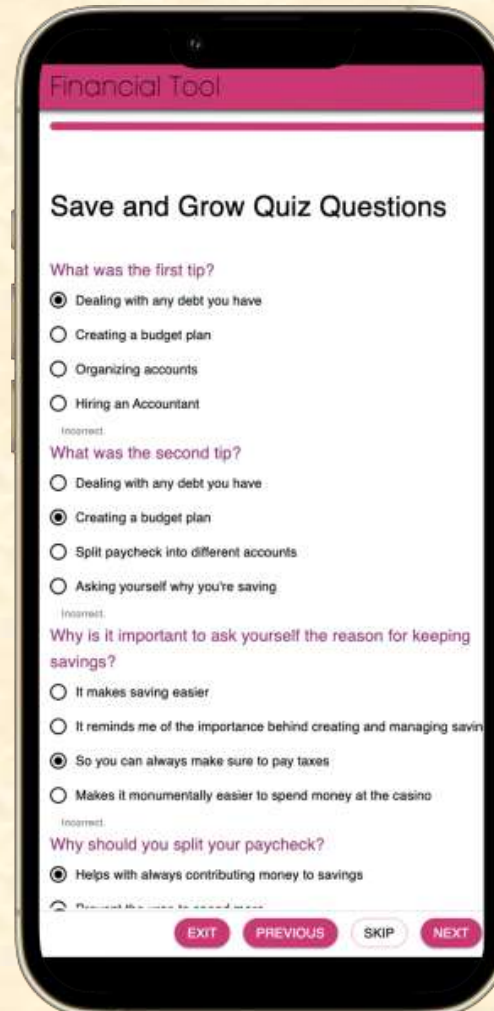 Financial Tool
Save and Grow Quiz Questions
What was the first tip?
Dealing with any debt you have
Creating a budget plan
Organizing accounts
Hiring an Accountant
Incorrect.
What was the second tip?
Dealing with any debt you have
Creating a budget plan
Split paycheck into different accounts
Asking yourself why you're saving
Incorrect.
Why is it important to ask yourself the reason for keeping
savings?
It makes saving easier
It reminds me of the importance behind creating and managing savin
So you can always make sure to pay taxes
Makes it monumentally easier to spend money at the casino
Incorrect.
Why should you split your paycheck?
Helps with always contributing money to savings
EXIT PREVIOUS SKIP NEXT